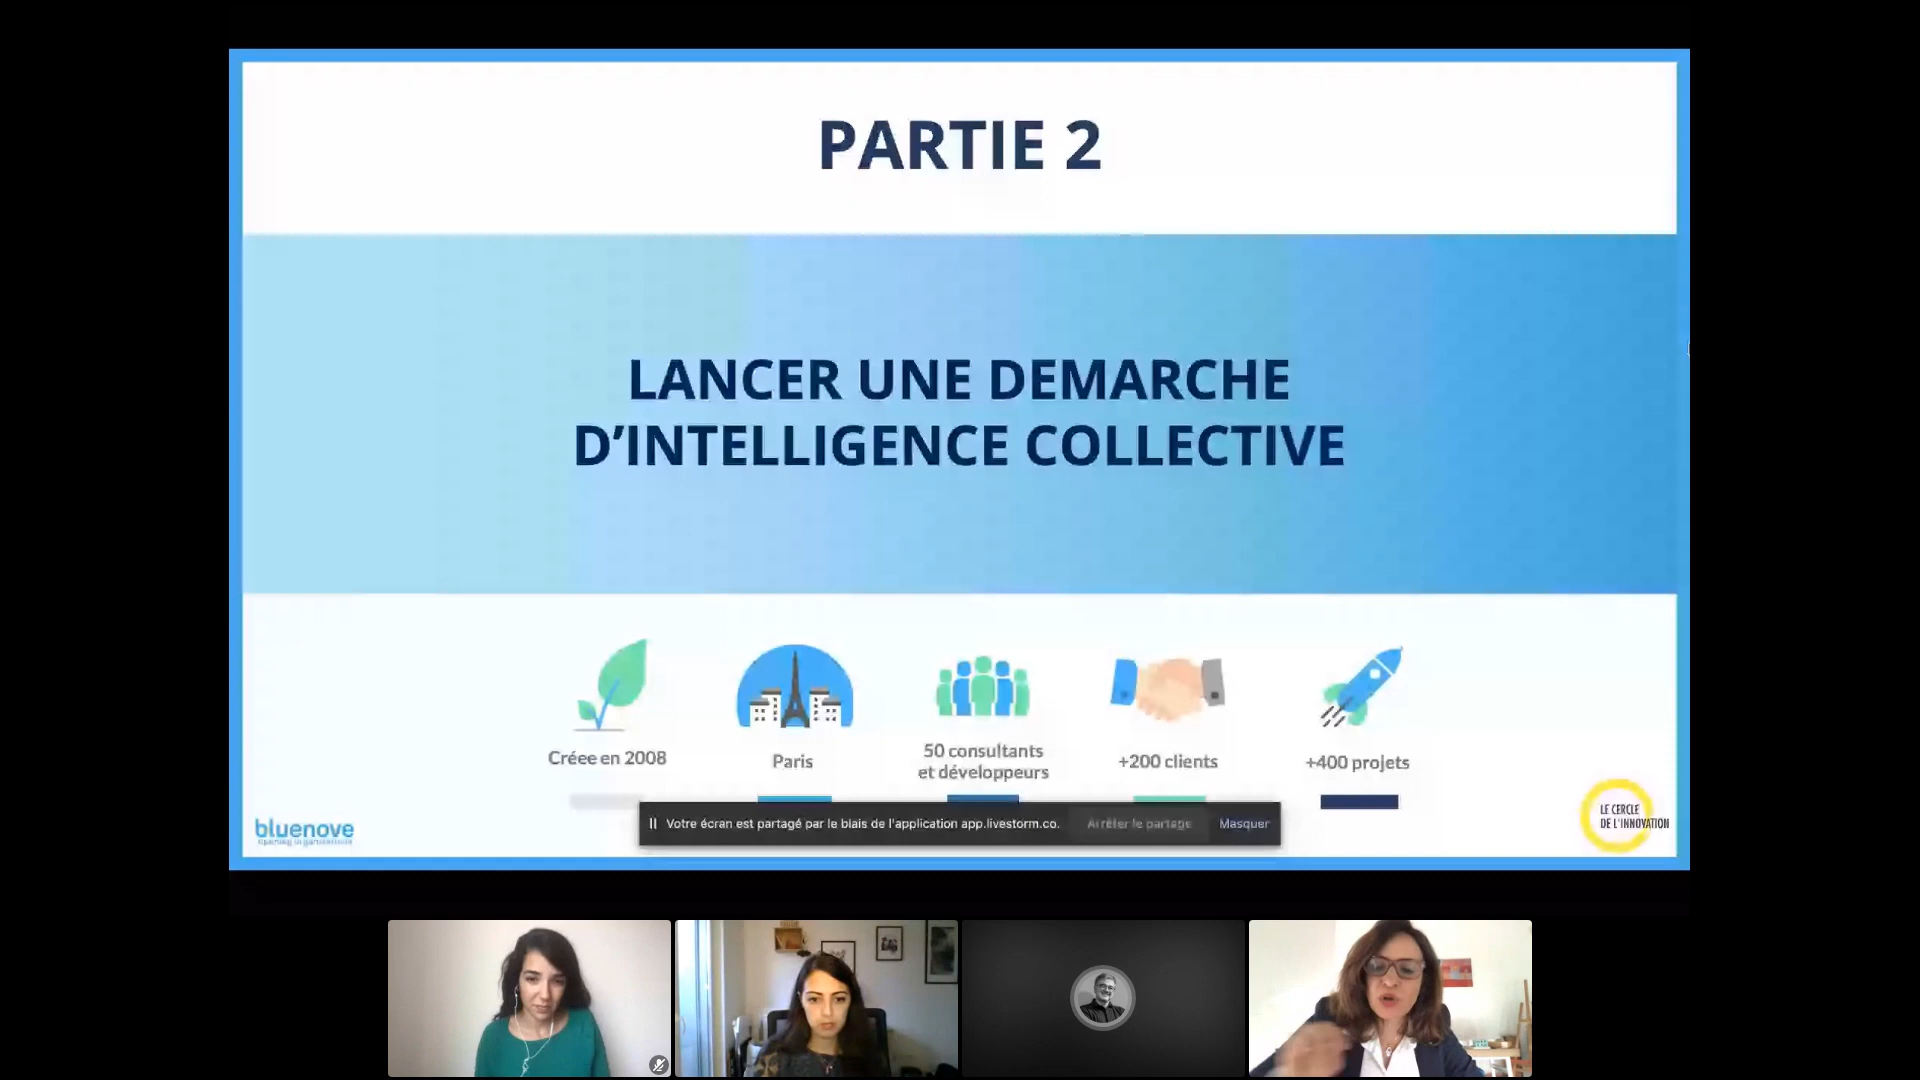 PARTIE 2
LANCER UNE DEMARCHE
D’INTELLIGENCE COLLECTIVE
Créee en 2008
Paris
50 consultants
et développeurs
+200 clients
+400 projets
Votre écran est partagé par le biais de l'application app.livestorm.co.
Arrêter le partage
Masquer
bluenove
opening organizations
LE CERCLE
DE L'INNOVATION